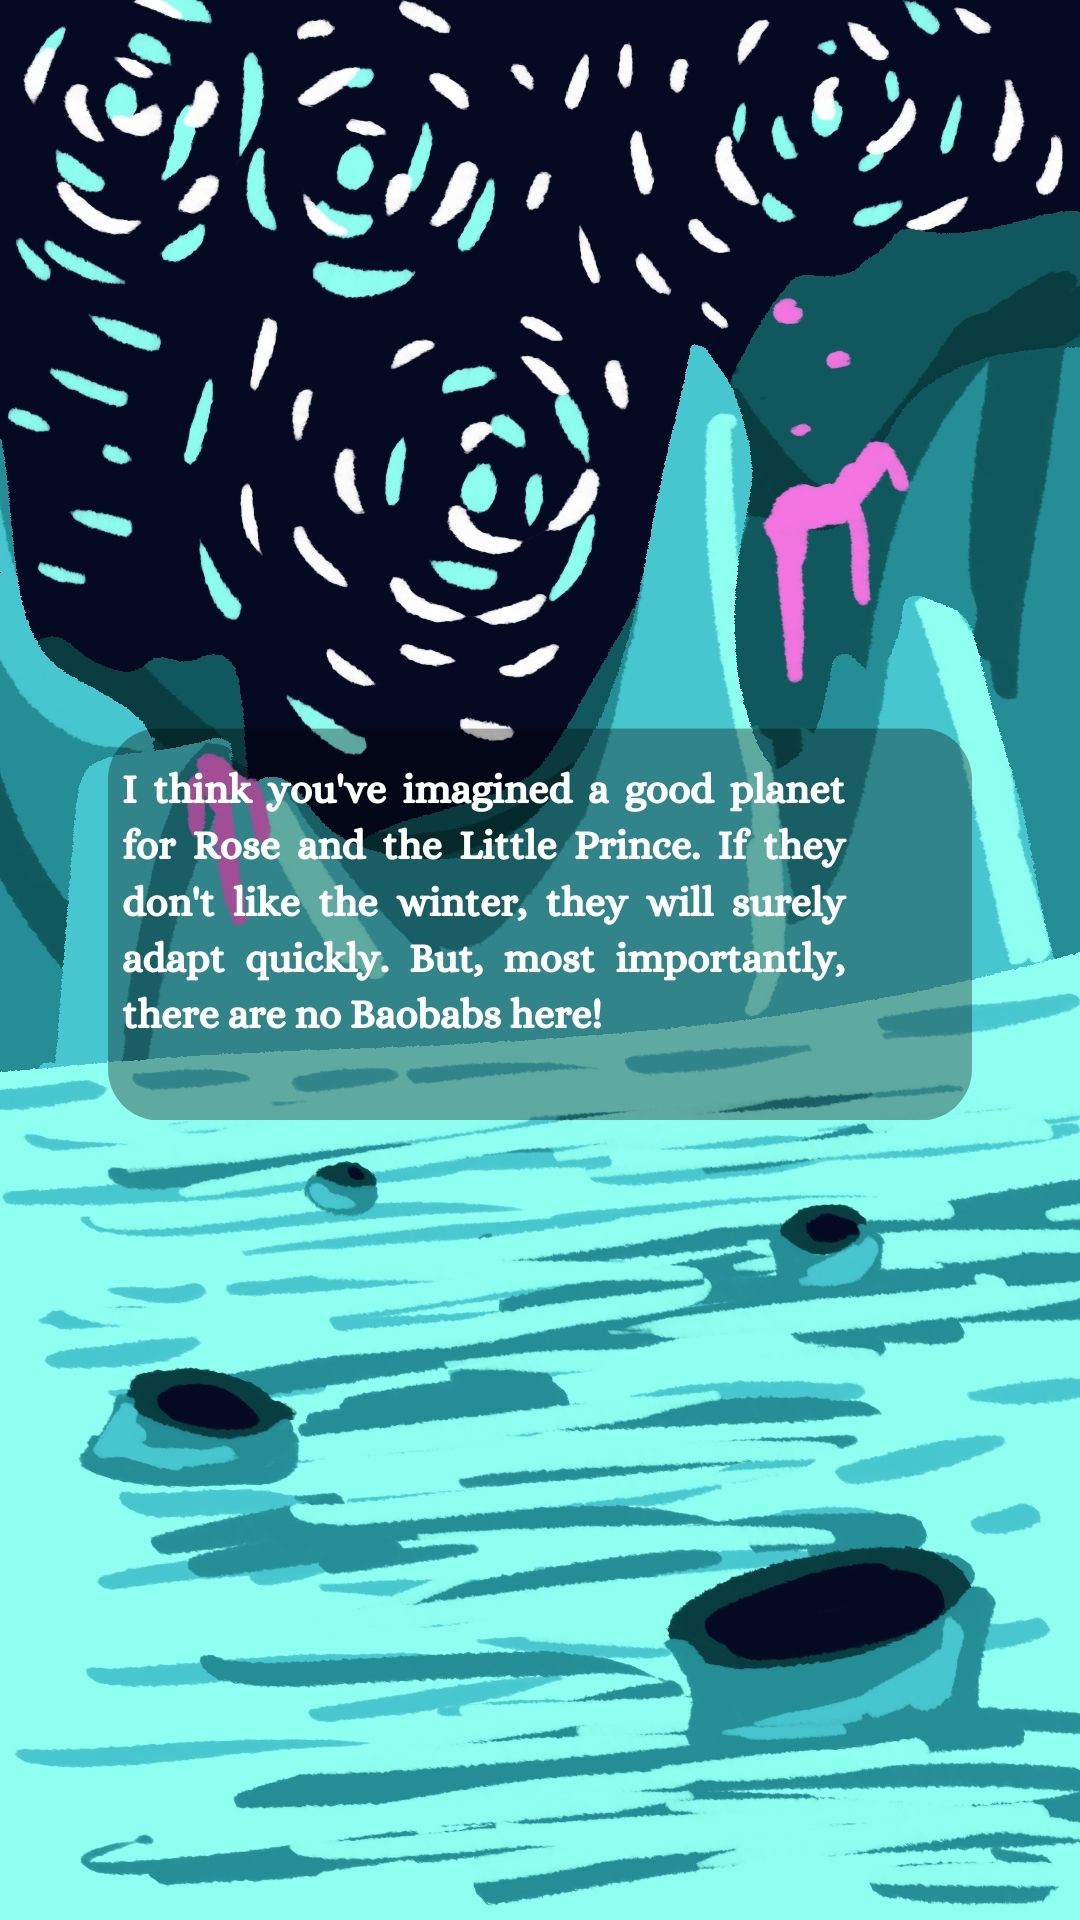 I think you've imagined a good planet
for Rose and the Little Prince. If they
don't like the winter, they will surely
adapt quickly. But, most importantly,
there are no Baobabs here!